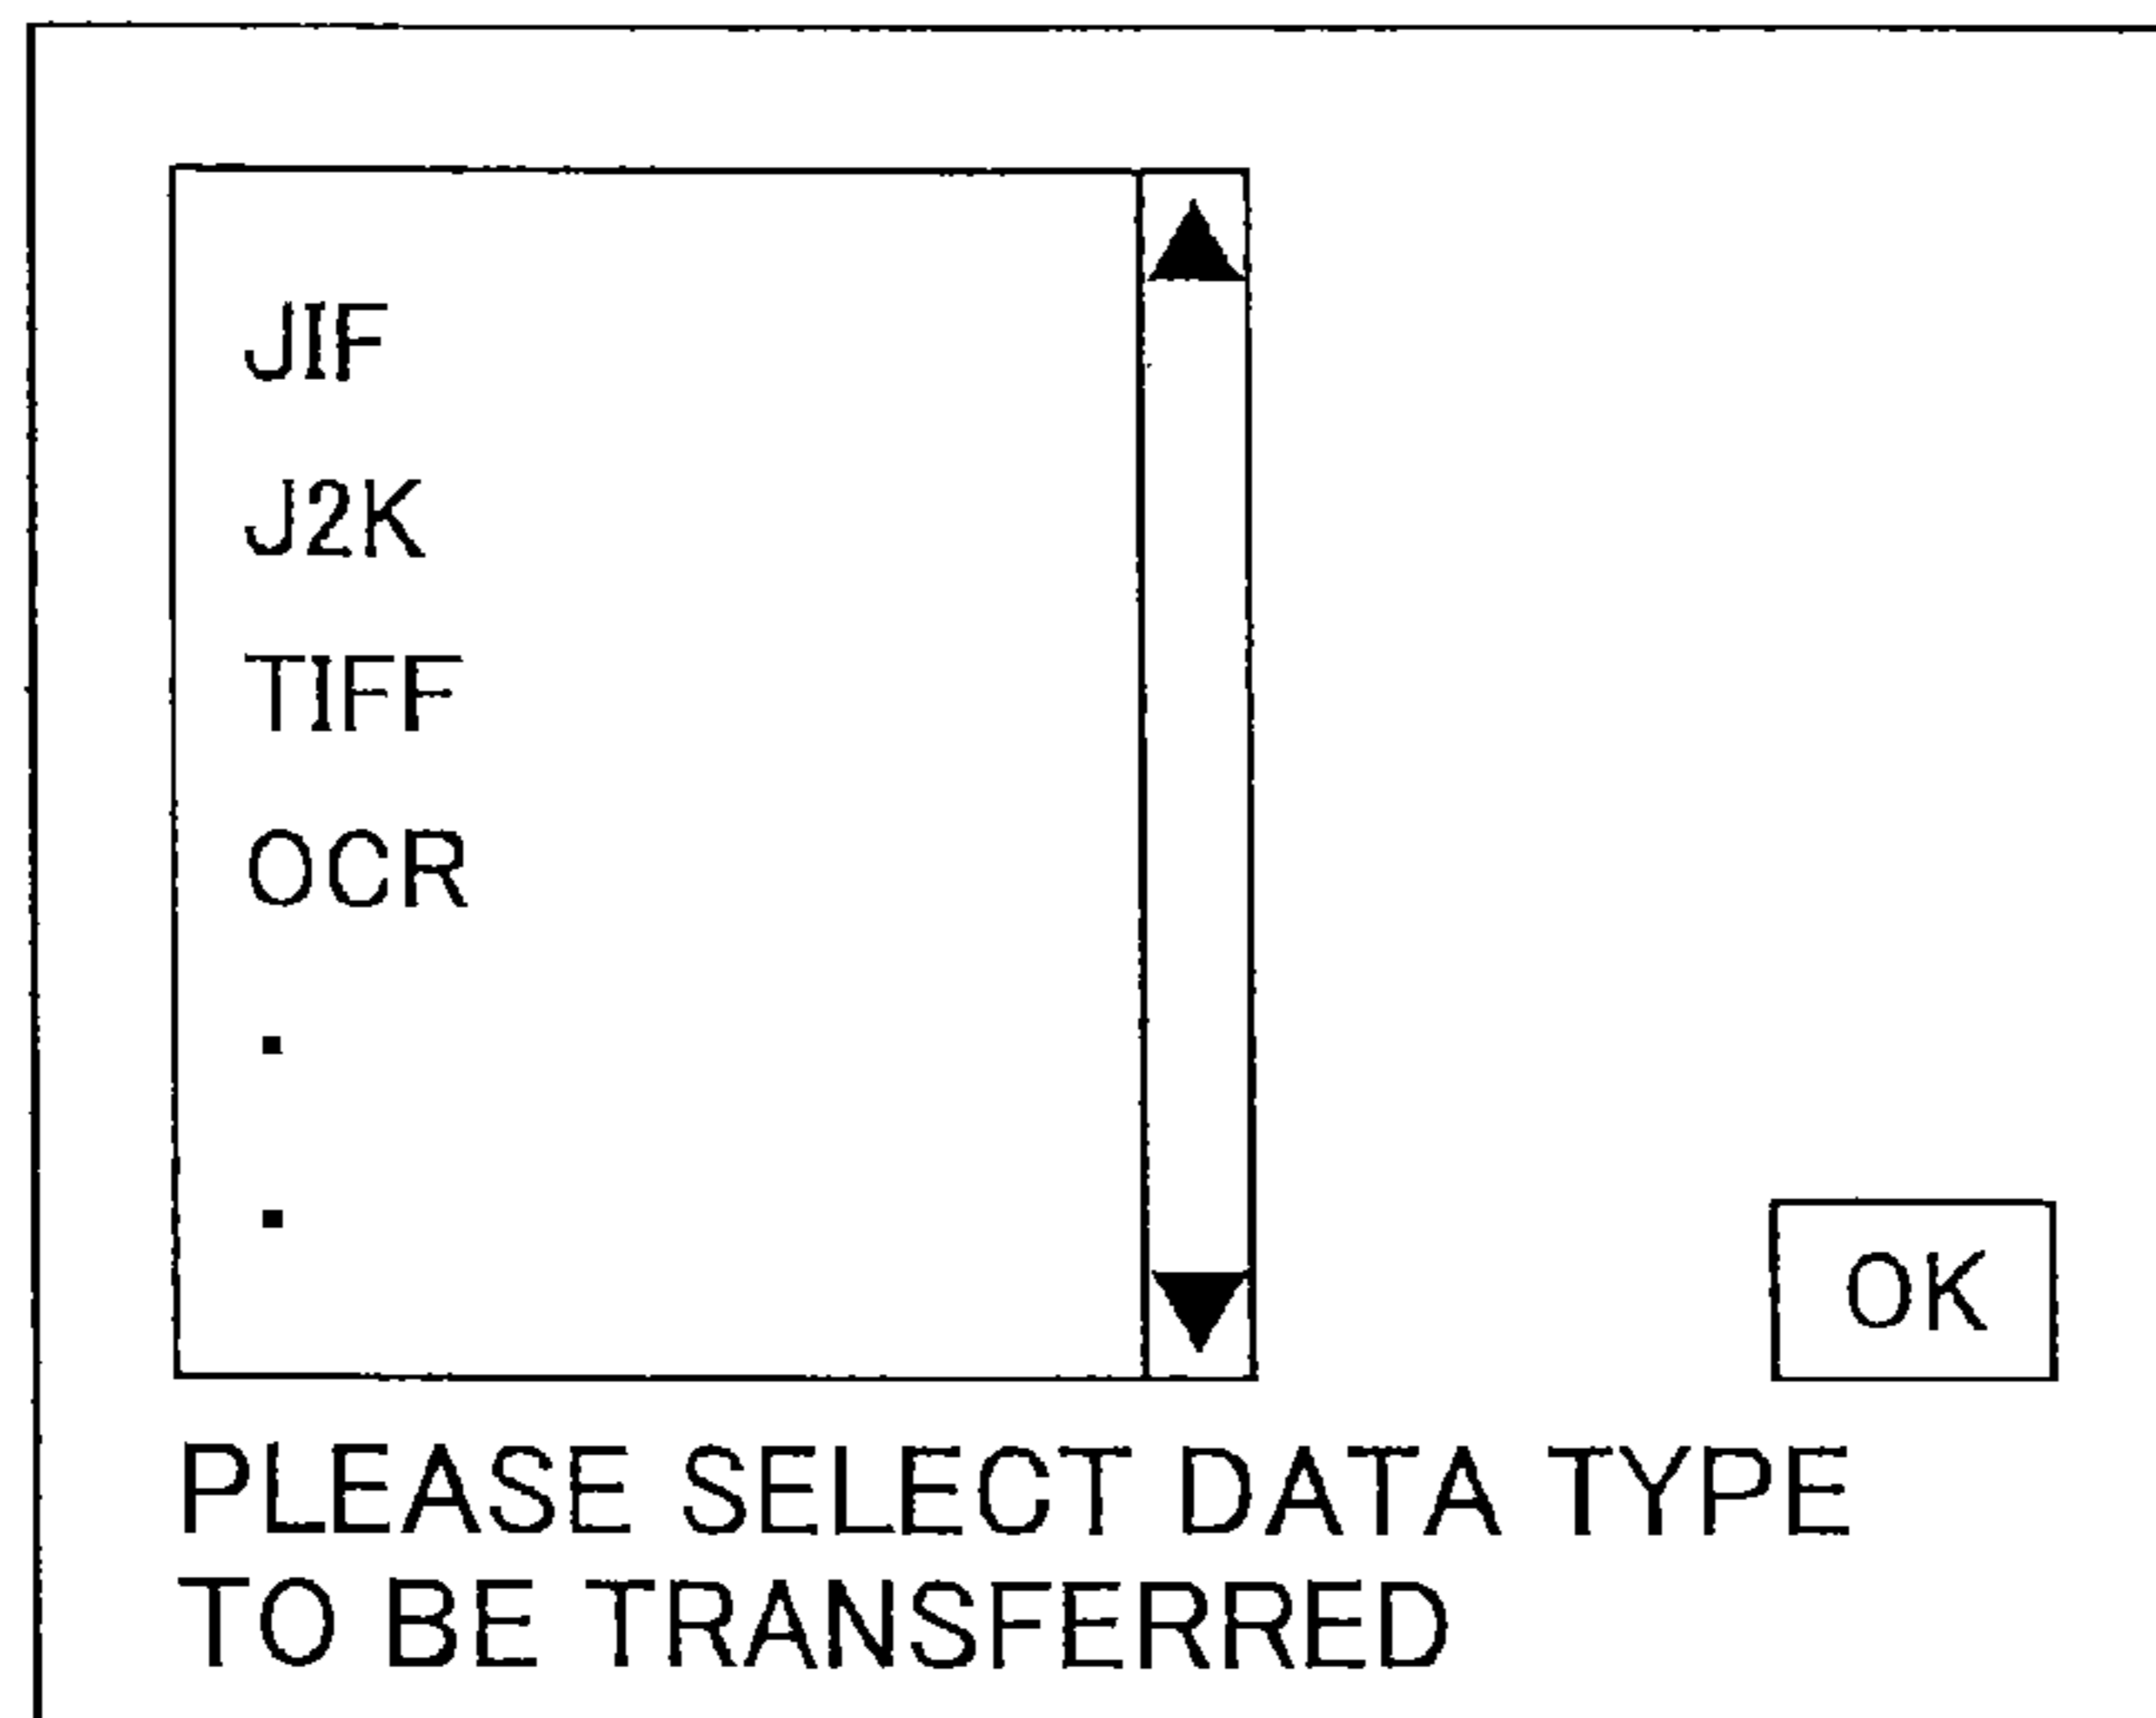 JIF
J2K
TIFF
OCR
.
.
OK
PLEASE SELECT DATA TYPE
TO BE TRANSFERRED